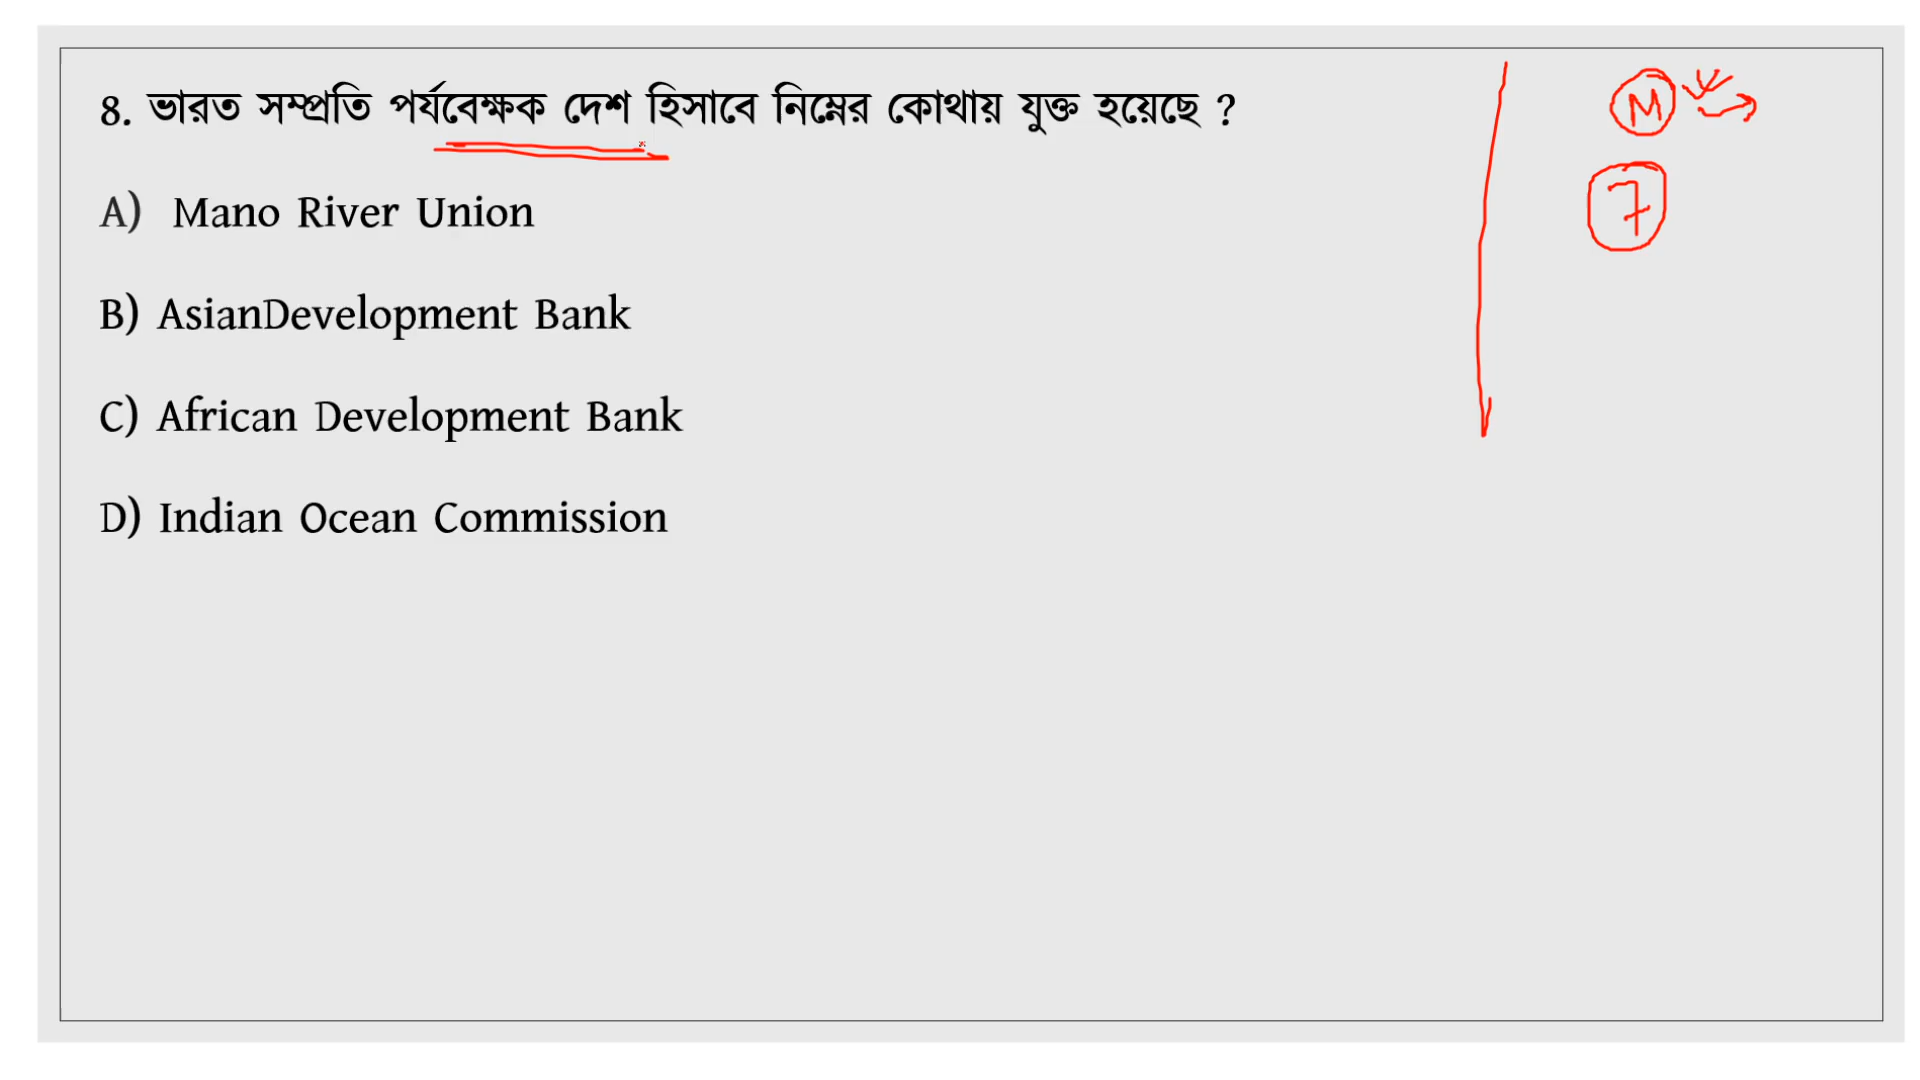 8. ভারত সম্প্রতি পর্যবেক্ষক দেশ হিসাবে নিম্নের কোথায় যুক্ত হয়েছে ?
A) Mano River Union
B) AsianDevelopment Bank
C) African Development Bank
D) Indian Ocean Commission
M
7